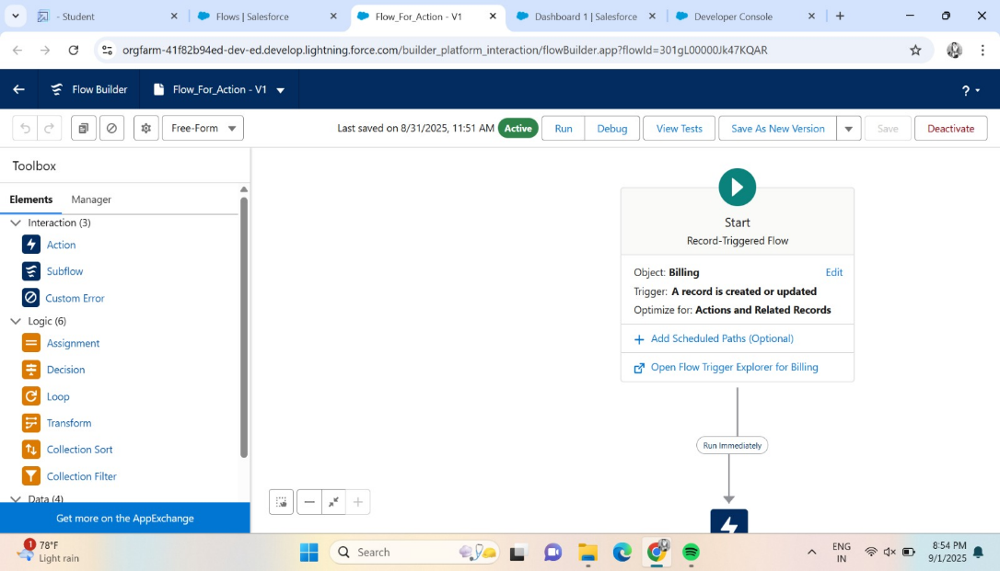 - Student
Flows | Salesforce
Flow_For_Action - V1
Dashboard 1 | Salesforce
Developer Console
orgfarm-41f82b94ed-dev-ed.develop.lightning.force.com/builder_platform_interaction/flowBuilder.app?flowId=301gL00000Jk47KQAR
Flow Builder
Flow_For_Action - V1
?
Free-Form
Last saved on 8/31/2025, 11:51 AM
Active
Run
Debug
View Tests
Save As New Version
Save
Deactivate
Toolbox
Elements
Manager
Interaction (3)
Action
Subflow
Custom Error
Logic (6)
Assignment
Decision
Loop
Transform
Collection Sort
Collection Filter
Data (4)
Get more on the AppExchange
Start
Record-Triggered Flow
Object: Billing
Edit
Trigger: A record is created or updated
Optimize for: Actions and Related Records
Add Scheduled Paths (Optional)
Open Flow Trigger Explorer for Billing
Run Immediately
1
78°F
Light rain
Search
ENG
IN
8:54 PM
9/1/2025